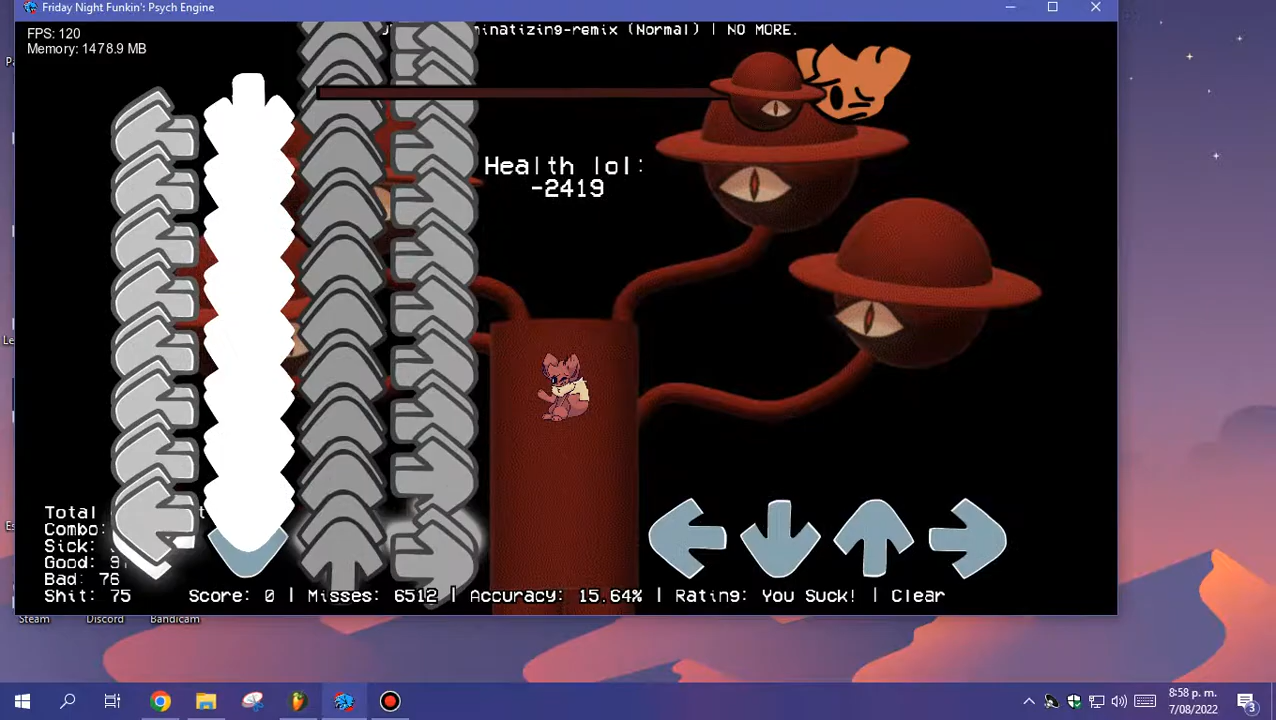 Friday Night Funkin': Psych Engine
FPS: 120
Memory: 1478.9 MB
(Normal) | NO MORE.
Health lol:
-2419
Total
Combo:
Sick:
Good:
Bad: 76
Shit: 75
Score: 0 | Misses: 6512 | Accuracy: 15.64% | Rating: You Suck! | Clear
Steam
Discord
Bandicam
8:58 p. m.
7/08/2022
3